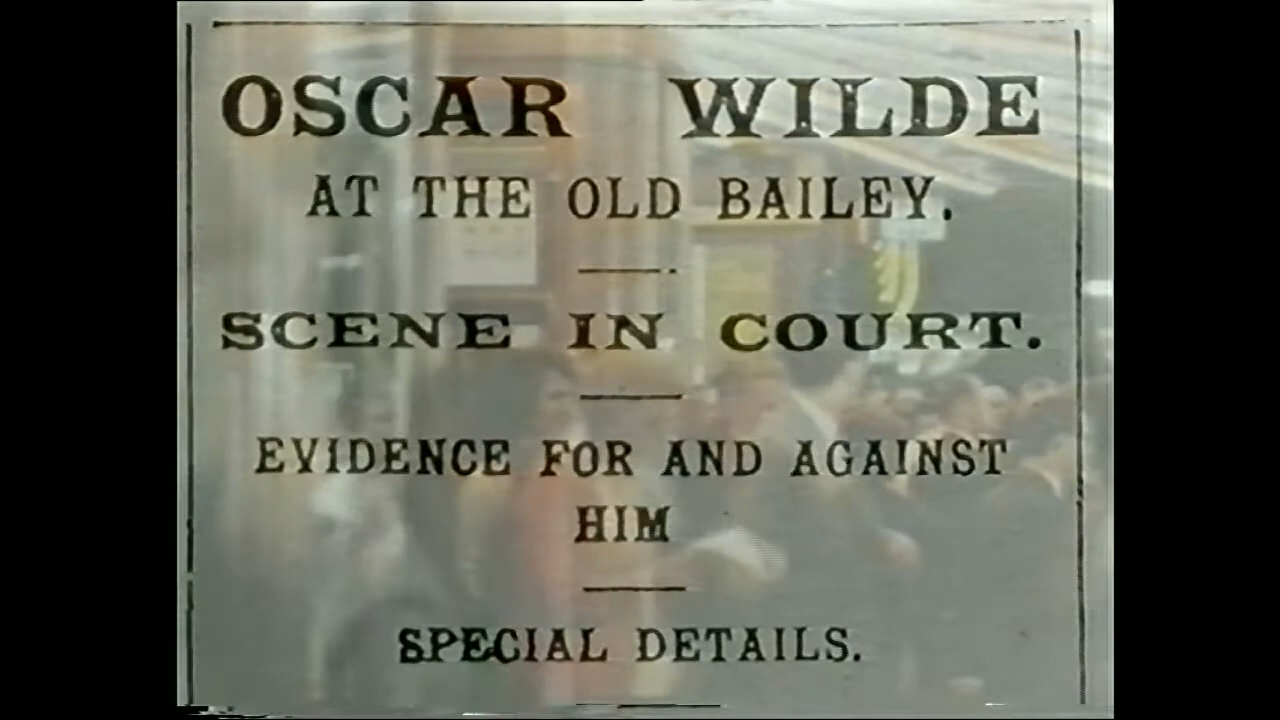 OSCAR WILDE
AT THE OLD BAILEY.
SCENE IN COURT.
EVIDENCE FOR AND AGAINST
HIM
SPECIAL DETAILS.